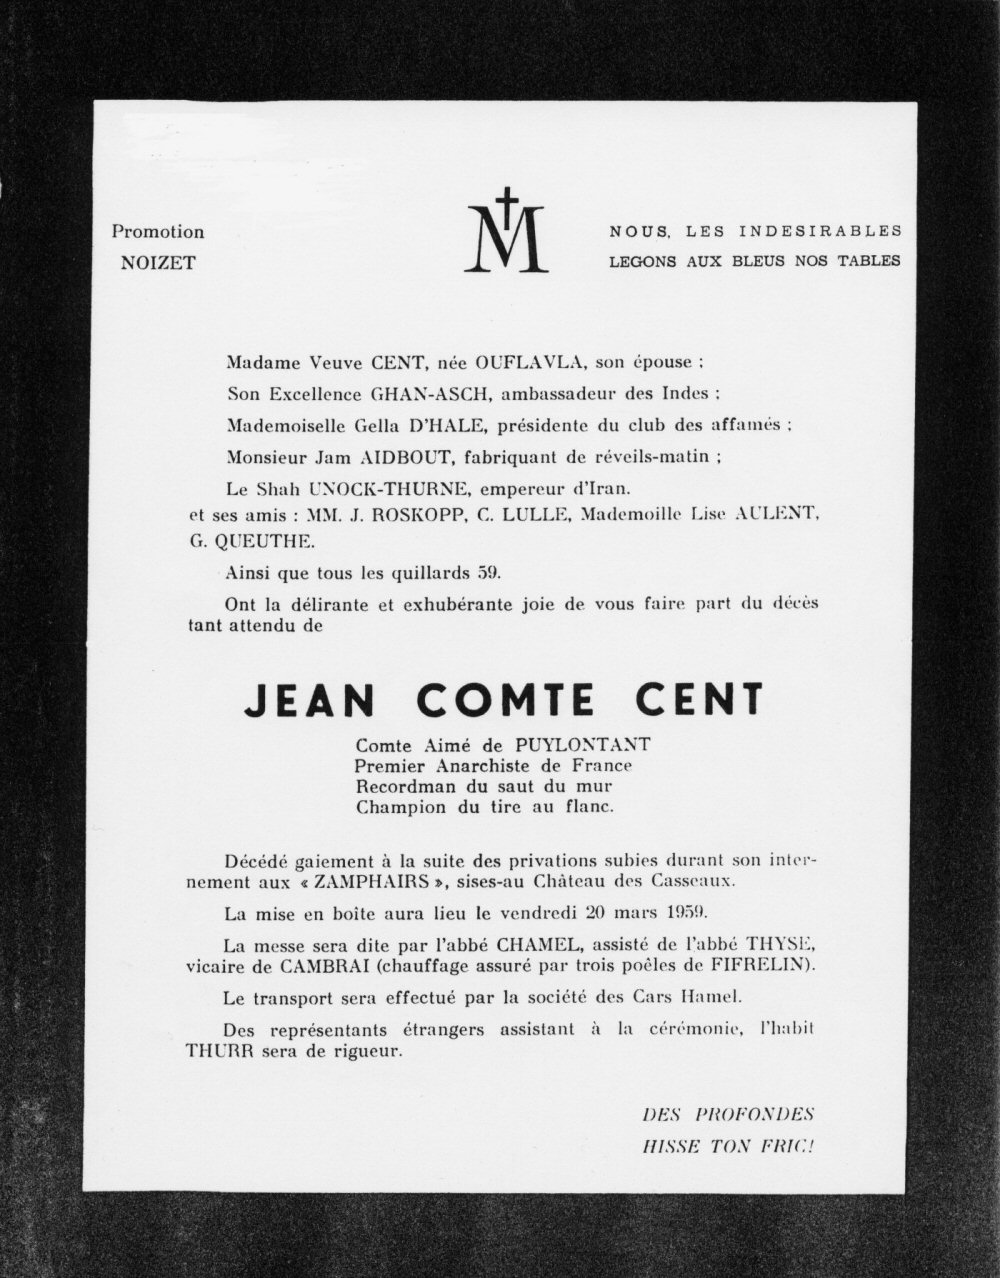 Promotion
NOIZET
M
NOUS, LES INDESIRABLES
LEGONS AUX BLEUS NOS TABLES
Madame Veuve CENT, née OUFLAVLA, son épouse ;
Son Excellence GHAN-ASCH, ambassadeur des Indes ;
Mademoiselle Gella D'HALE, présidente du club des affamés ;
Monsieur Jam AIDBOUT, fabriquant de réveils-matin ;
Le Shah UNOCK-THURNE, empereur d'Iran.
et ses amis : MM. J. ROSKOPP, C. LULLE, Mademoille Lise AULENT,
G. QUEUTHE.
Ainsi que tous les quillards 59.
Ont la délirante et exhubérante joie de vous faire part du décès
tant attendu de
JEAN COMTE CENT
Comte Aimé de PUYLONTANT
Premier Anarchiste de France
Recordman du saut du mur
Champion du tire au flanc.
Décédé gaiement à la suite des privations subies durant son inter-
nement aux « ZAMPHAIRS », sises-au Château des Casseaux.
La mise en boîte aura lieu le vendredi 20 mars 1959.
La messe sera dite par l'abbé CHAMEL, assisté de l'abbé THYSE,
vicaire de CAMBRAI (chauffage assuré par trois poêles de FIFRELIN).
Le transport sera effectué par la société des Cars Hamel.
Des représentants étrangers assistant à la cérémonie, l'habit
THURR sera de rigueur.
DES PROFONDES
HISSE TON FRIC!